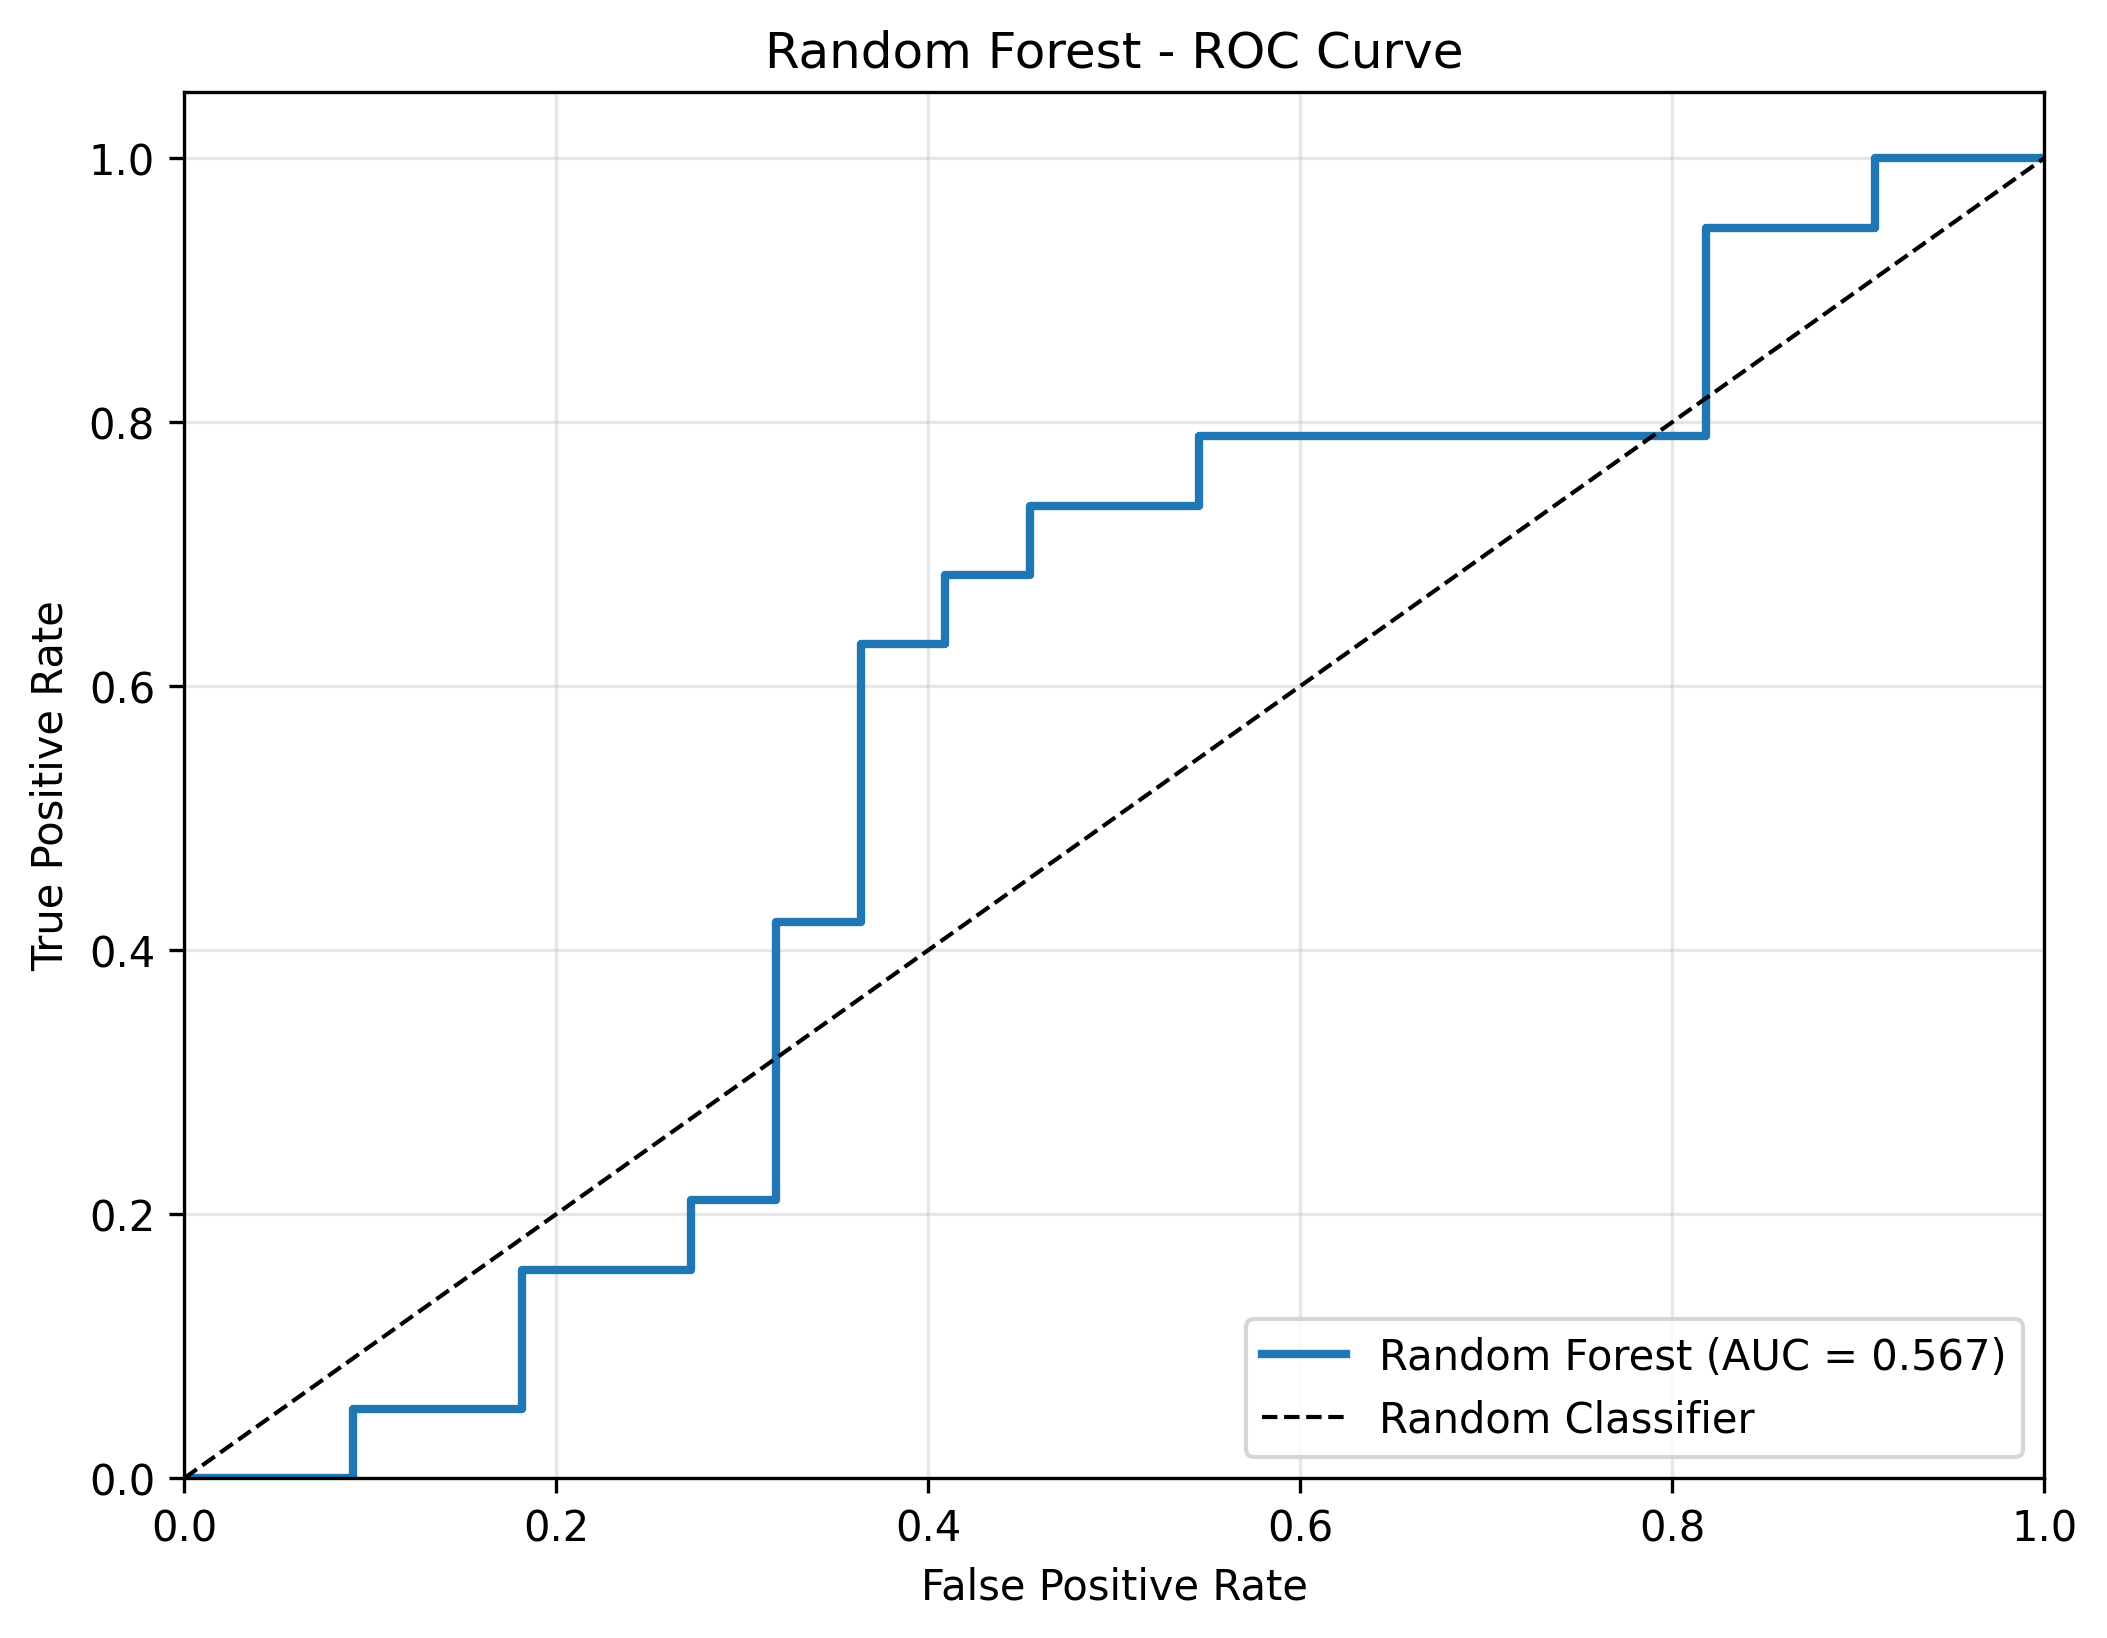 Random Forest - ROC Curve
True Positive Rate
1.0
0.8
0.6
0.4
0.2
0.0
Random Forest (AUC = 0.567)
Random Classifier
0.0 0.2 0.4 0.6 0.8 1.0
False Positive Rate